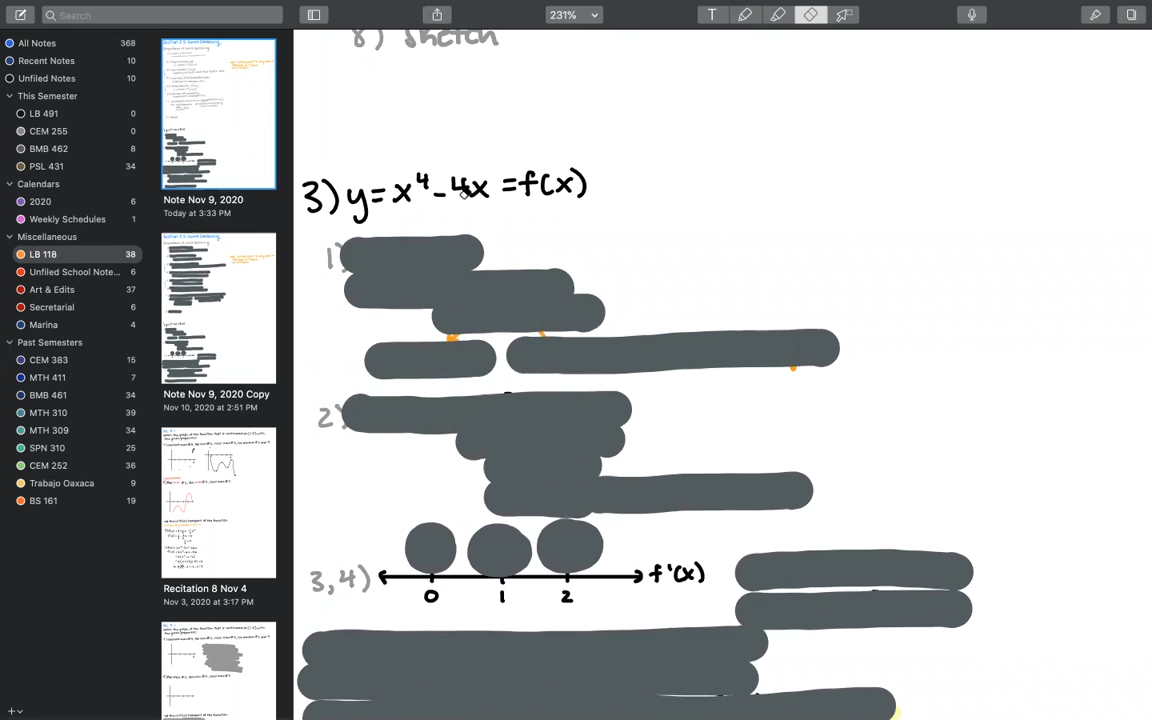 Search
231%
T
All Notes 368
Recent Notes 10
Unfiled Notes 10
This Semester
LB 491 0
CEM 255 0
BMB 462 8
PSL 431 34
Calendars
2020 6
Weekly Schedules 1
Miscellaneous
LB 118 38
Unfiled School Note... 6
Art & Edits 37
Secretarial 31
Marina 4
Past Semesters
CEM 383 15
MTH 411 7
BMB 461 34
MTH 310 39
MTH 309 34
SPN 310 25
CEM 252 36
Trabajo Oaxaca 9
BS 161 19
Note Nov 9, 2020
Today at 3:33 PM
Note Nov 9, 2020 Copy
Nov 10, 2020 at 2:51 PM
Recitation 8 Nov 4
Nov 3, 2020 at 3:17 PM
8) sketch
3) y = x⁴ - 4x = f(x)
1)
2)
3,4) f'(x)
0 1 2